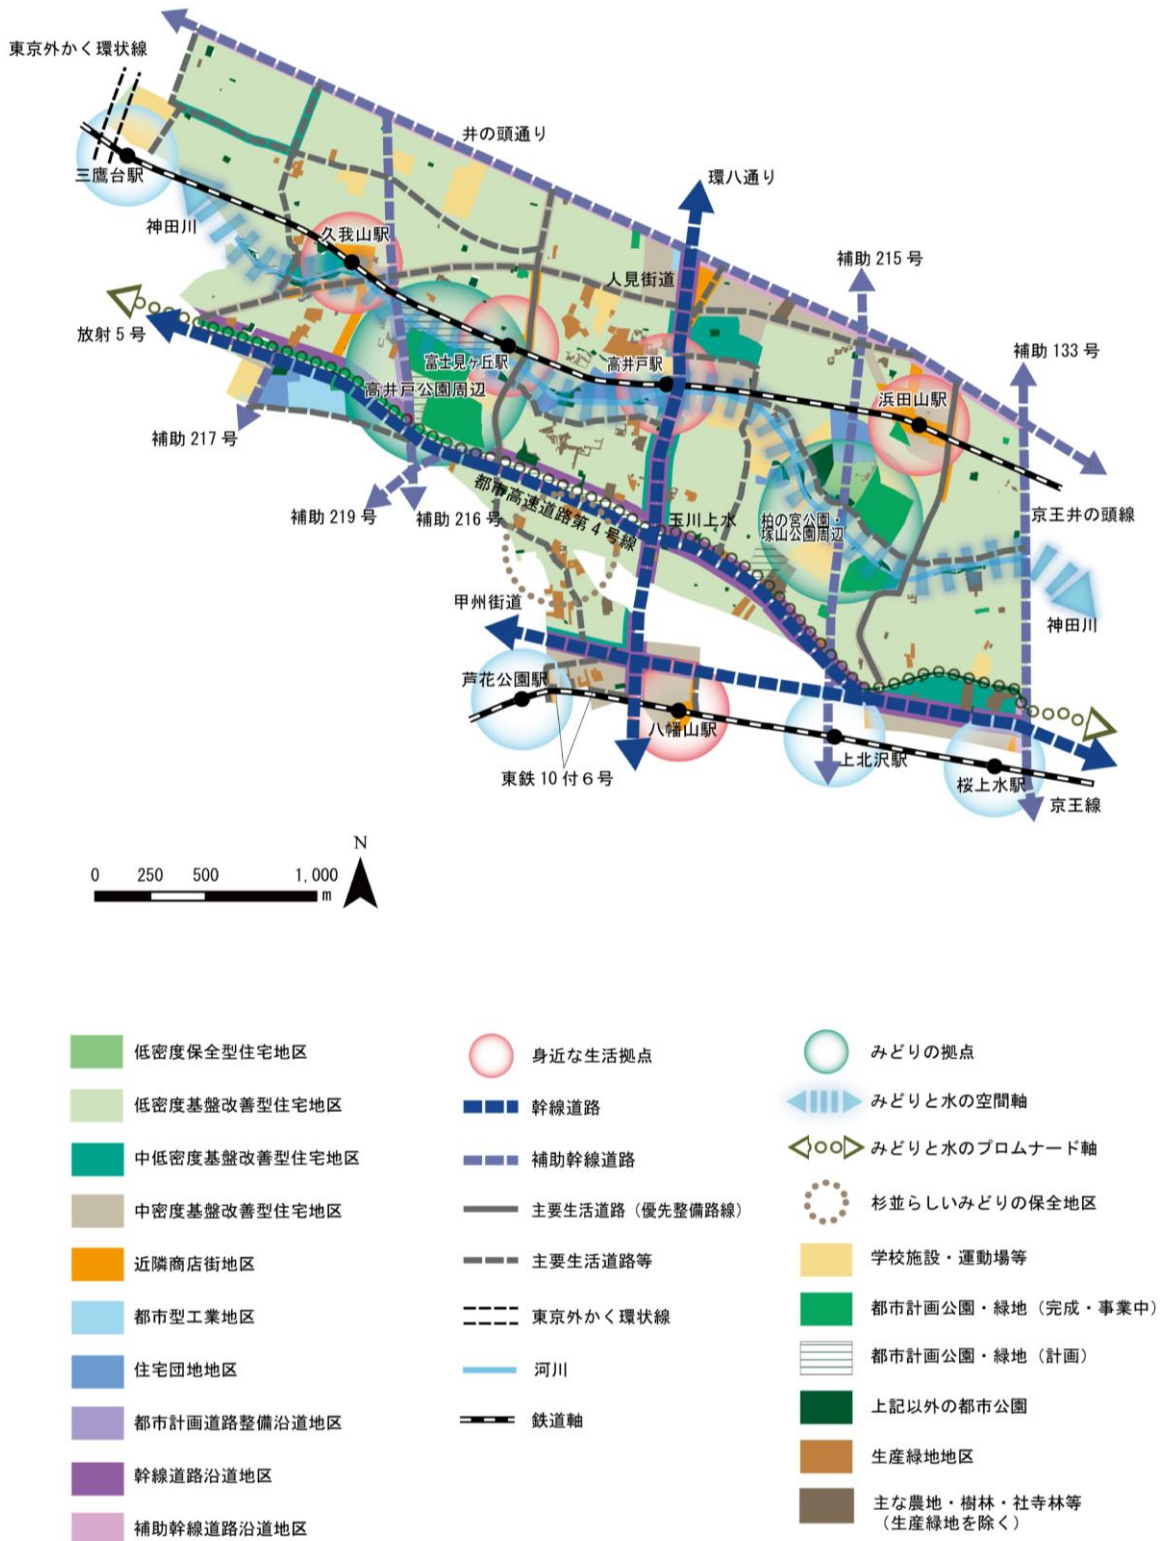 東京外かく環状線
井の頭通り
環八通り
三鷹台駅
神田川
久我山駅
補助 215 号
人見街道
放射 5 号
補助 133 号
富士見ヶ丘駅
高井戸駅
高井戸公園周辺
浜田山駅
補助 217 号
補助 219 号
補助 216 号
都市高速道路第 4 号線
玉川上水
柏の宮公園・
塚山公園周辺
京王井の頭線
甲州街道
神田川
芦花公園駅
八幡山駅
上北沢駅
東鉄 10 付 6 号
桜上水駅
京王線
N
0 250 500 1,000
m
低密度保全型住宅地区
低密度基盤改善型住宅地区
中低密度基盤改善型住宅地区
中密度基盤改善型住宅地区
近隣商店街地区
都市型工業地区
住宅団地地区
都市計画道路整備沿道地区
幹線道路沿道地区
補助幹線道路沿道地区
身近な生活拠点
幹線道路
補助幹線道路
主要生活道路（優先整備路線）
主要生活道路等
東京外かく環状線
河川
鉄道軸
みどりの拠点
みどりと水の空間軸
みどりと水のプロムナード軸
杉並らしいみどりの保全地区
学校施設・運動場等
都市計画公園・緑地（完成・事業中）
都市計画公園・緑地（計画）
上記以外の都市公園
生産緑地地区
主な農地・樹林・社寺林等
（生産緑地を除く）